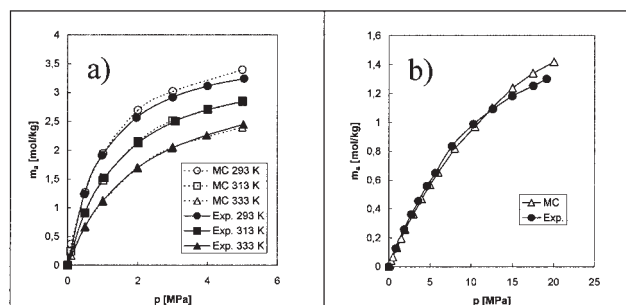 a)
mₐ [mol/kg]
4
3,5
3
2,5
2
1,5
1
0,5
0
0 2 4 6
p [MPa]
MC 293 K
MC 313 K
MC 333 K
Exp. 293 K
Exp. 313 K
Exp. 333 K
b)
mₐ [mol/kg]
1,6
1,4
1,2
1
0,8
0,6
0,4
0,2
0
0 5 10 15 20 25
p [MPa]
MC
Exp.